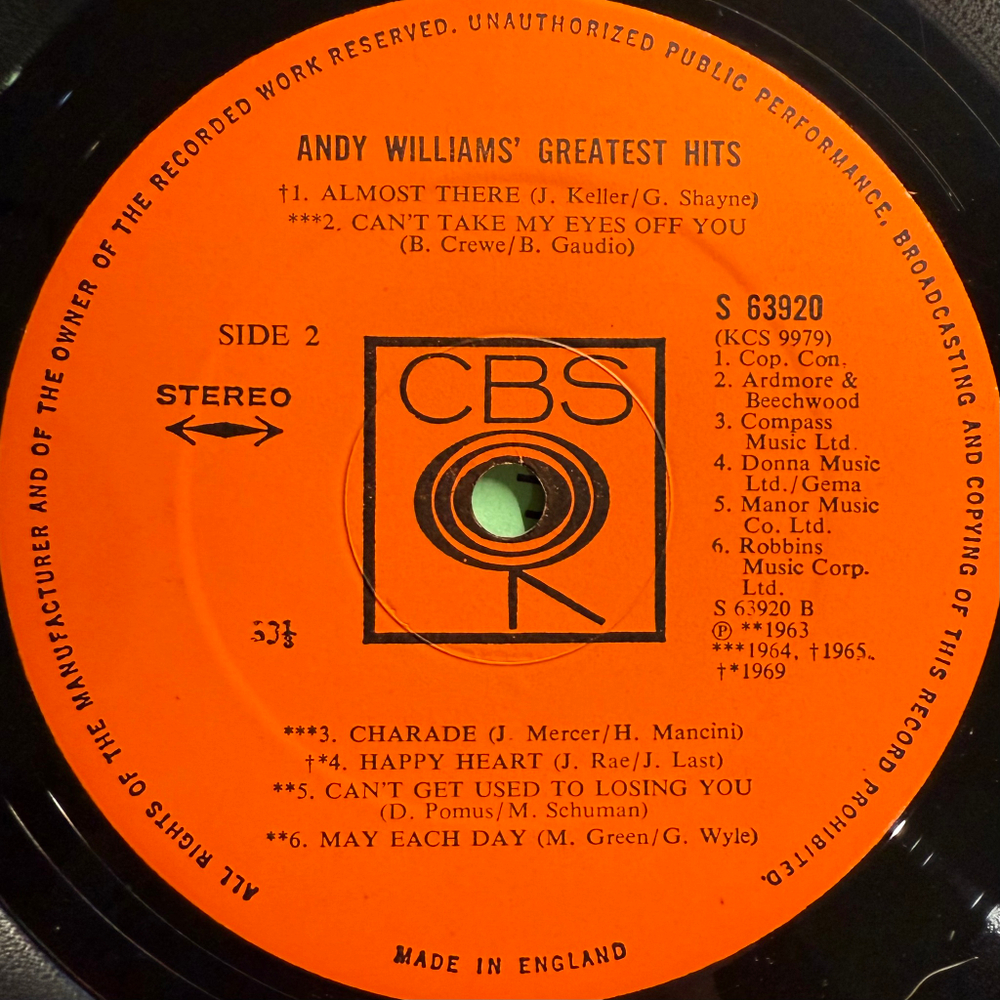 ALL RIGHTS OF THE MANUFACTURER AND OF THE OWNER OF THE RECORDED WORK RESERVED. UNAUTHORIZED PUBLIC PERFORMANCE, BROADCASTING AND COPYING OF THIS RECORD PROHIBITED.
ANDY WILLIAMS' GREATEST HITS
†1. ALMOST THERE (J. Keller/G. Shayne)
***2. CAN'T TAKE MY EYES OFF YOU
(B. Crewe/B. Gaudio)
SIDE 2
STEREO
CBS
S 63920
(KCS 9979)
1. Cop. Con.
2. Ardmore &
Beechwood
3. Compass
Music Ltd.
4. Donna Music
Ltd./Gema
5. Manor Music
Co. Ltd.
6. Robbins
Music Corp.
Ltd.
S 63920 B
Ⓟ **1963
***1964, †1965,
†*1969
33⅓
***3. CHARADE (J. Mercer/H. Mancini)
†*4. HAPPY HEART (J. Rae/J. Last)
**5. CAN'T GET USED TO LOSING YOU
(D. Pomus/M. Schuman)
**6. MAY EACH DAY (M. Green/G. Wyle)
MADE IN ENGLAND